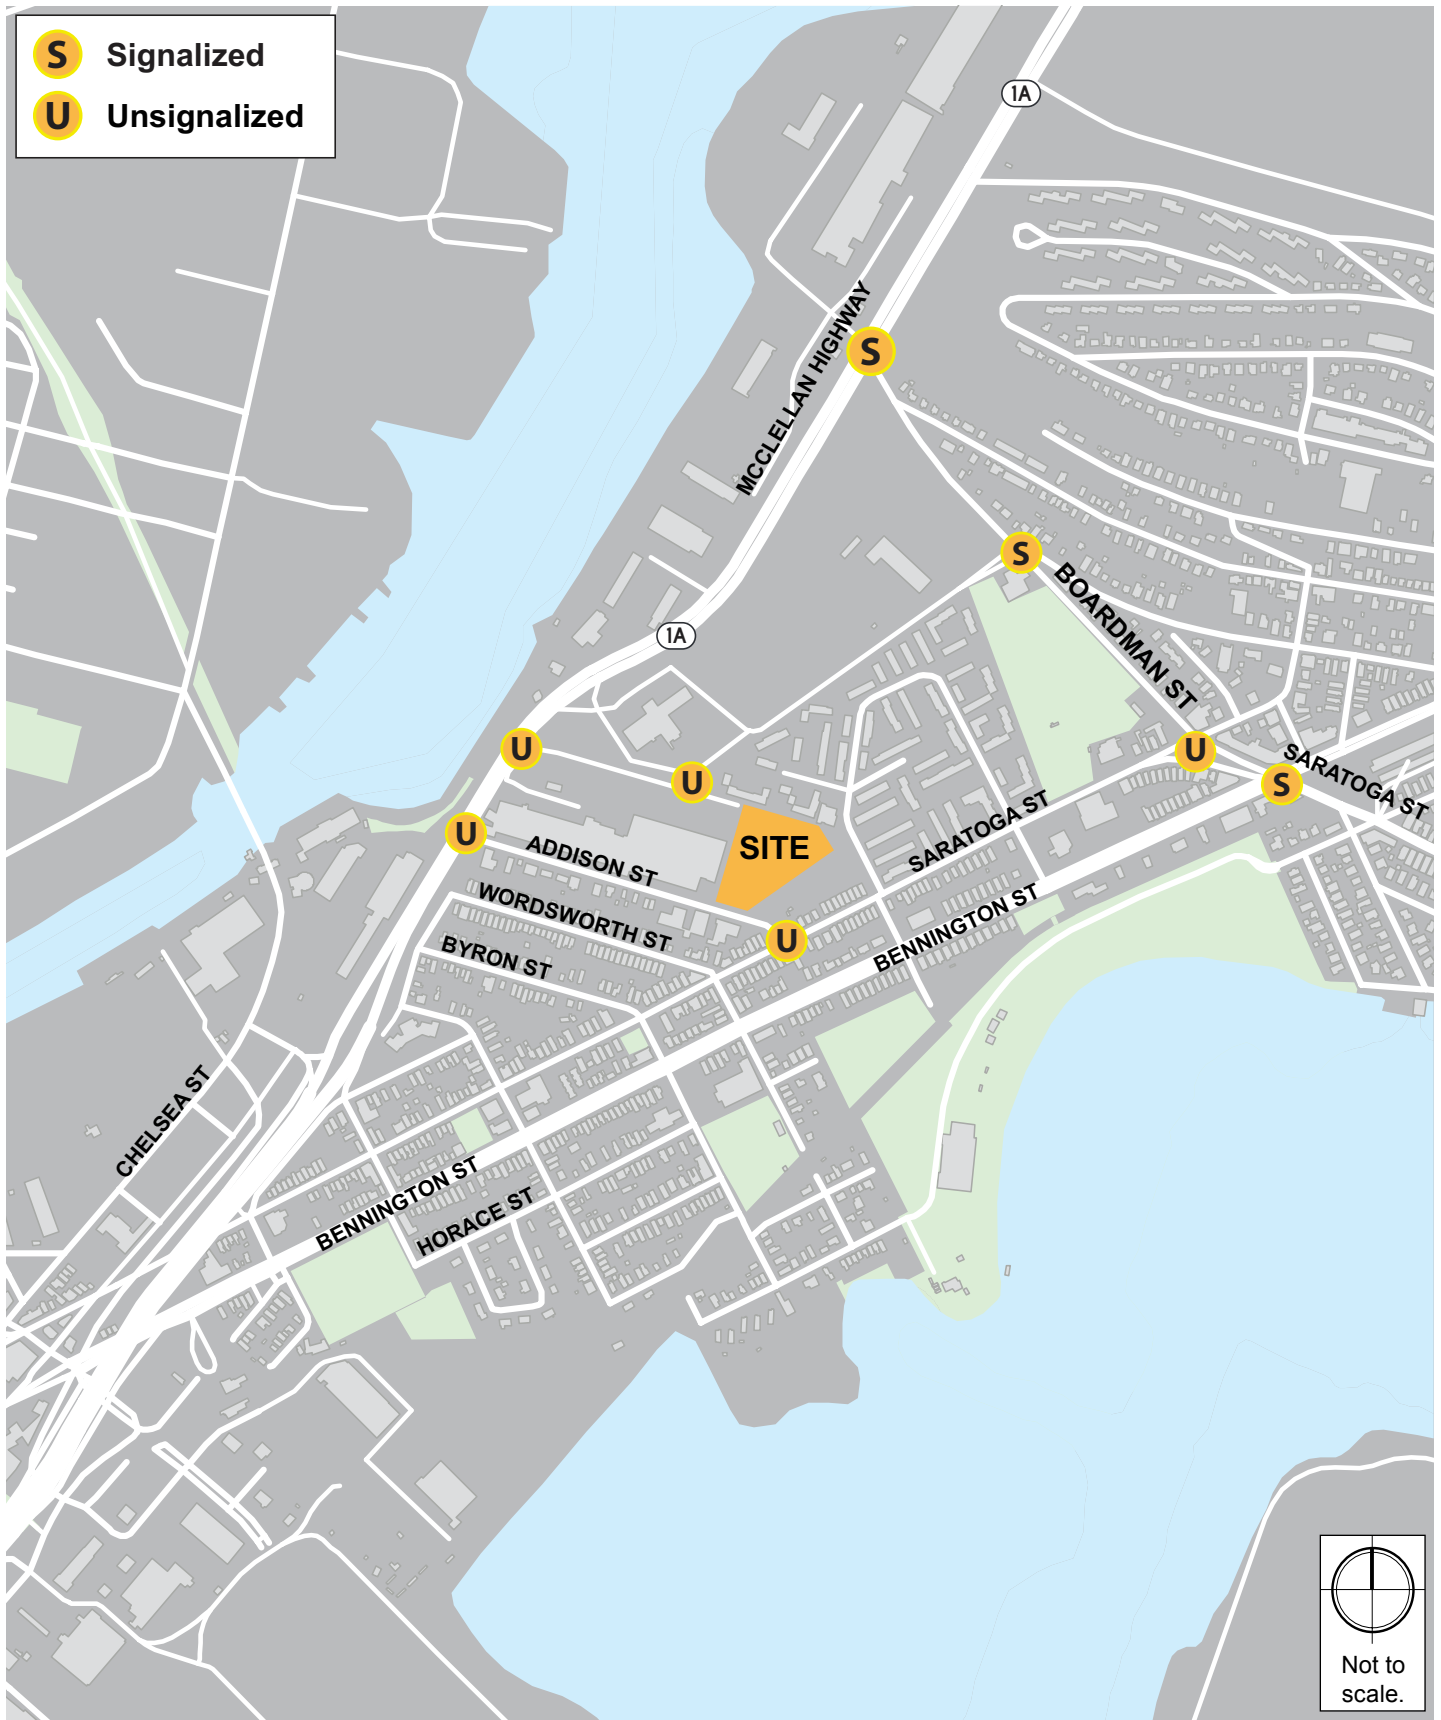 S Signalized
U Unsignalized
1A
MCCLELLAN HIGHWAY
S
S
BOARDMAN ST
1A
U
U
U
SARATOGA ST
S
U
SITE
SARATOGA ST
ADDISON ST
WORDSWORTH ST
U
BYRON ST
BENNINGTON ST
CHELSEA ST
BENNINGTON ST
HORACE ST
Not to
scale.